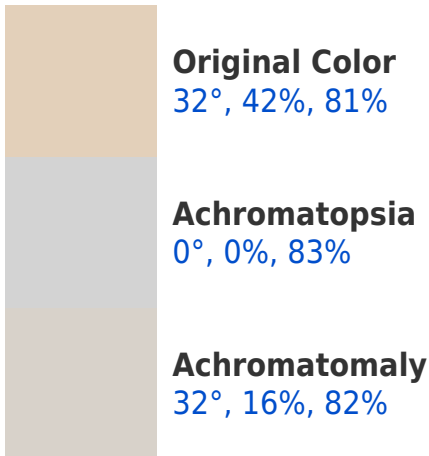 Original Color
32°, 42%, 81%
Achromatopsia
0°, 0%, 83%
Achromatomaly
32°, 16%, 82%